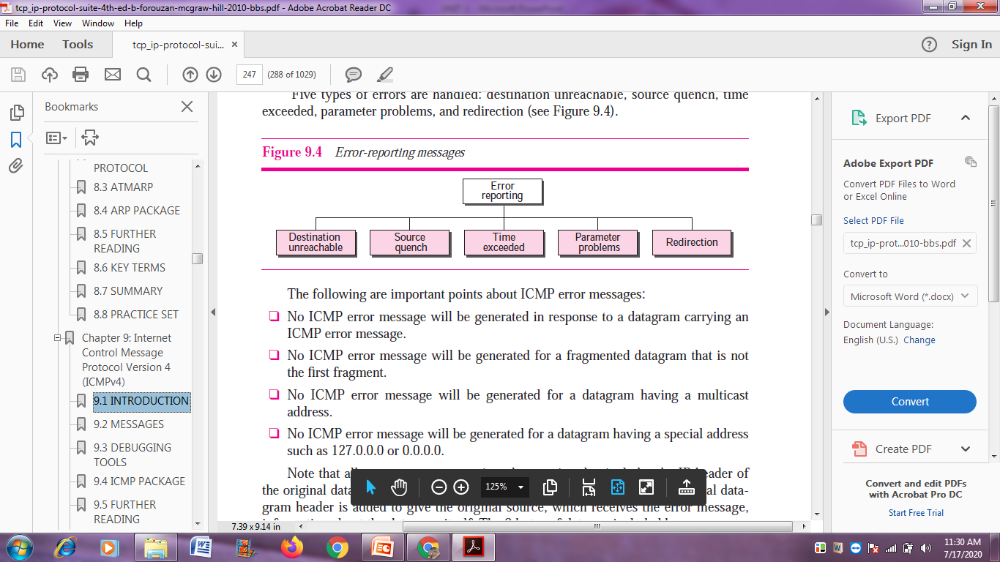 tcp_ip-protocol-suite-4th-ed-b-forouzan-mcgraw-hill-2010-bbs.pdf - Adobe Acrobat Reader DC
File Edit View Window Help
Home Tools tcp_ip-protocol-sui... × Sign In
247 (288 of 1029)
Bookmarks
PROTOCOL
8.3 ATMARP
8.4 ARP PACKAGE
8.5 FURTHER
READING
8.6 KEY TERMS
8.7 SUMMARY
8.8 PRACTICE SET
Chapter 9: Internet
Control Message
Protocol Version 4
(ICMPv4)
9.1 INTRODUCTION
9.2 MESSAGES
9.3 DEBUGGING
TOOLS
9.4 ICMP PACKAGE
9.5 FURTHER
READING
Five types of errors are handled: destination unreachable, source quench, time
exceeded, parameter problems, and redirection (see Figure 9.4).
Figure 9.4 Error-reporting messages
Error
reporting
Destination
unreachable
Source
quench
Time
exceeded
Parameter
problems
Redirection
The following are important points about ICMP error messages:
❑ No ICMP error message will be generated in response to a datagram carrying an
ICMP error message.
❑ No ICMP error message will be generated for a fragmented datagram that is not
the first fragment.
❑ No ICMP error message will be generated for a datagram having a multicast
address.
❑ No ICMP error message will be generated for a datagram having a special address
such as 127.0.0.0 or 0.0.0.0.
Note that header of
the original data-
gram header is added to give the original source, which receives the error message,
125%
7.39 x 9.14 in
Export PDF
Adobe Export PDF
Convert PDF Files to Word
or Excel Online
Select PDF File
tcp_ip-prot...010-bbs.pdf ×
Convert to
Microsoft Word (*.docx)
Document Language:
English (U.S.) Change
Convert
Create PDF
Convert and edit PDFs
with Acrobat Pro DC
Start Free Trial
11:30 AM
7/17/2020